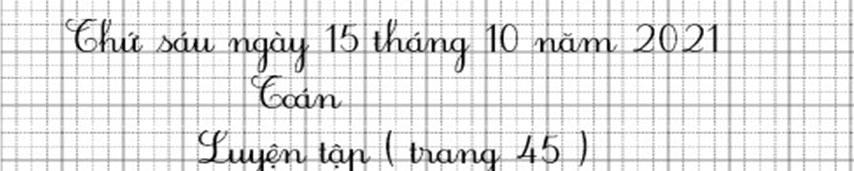 Thứ sáu ngày 15 tháng 10 năm 2021
Toán
Luyện tập ( trang 45 )